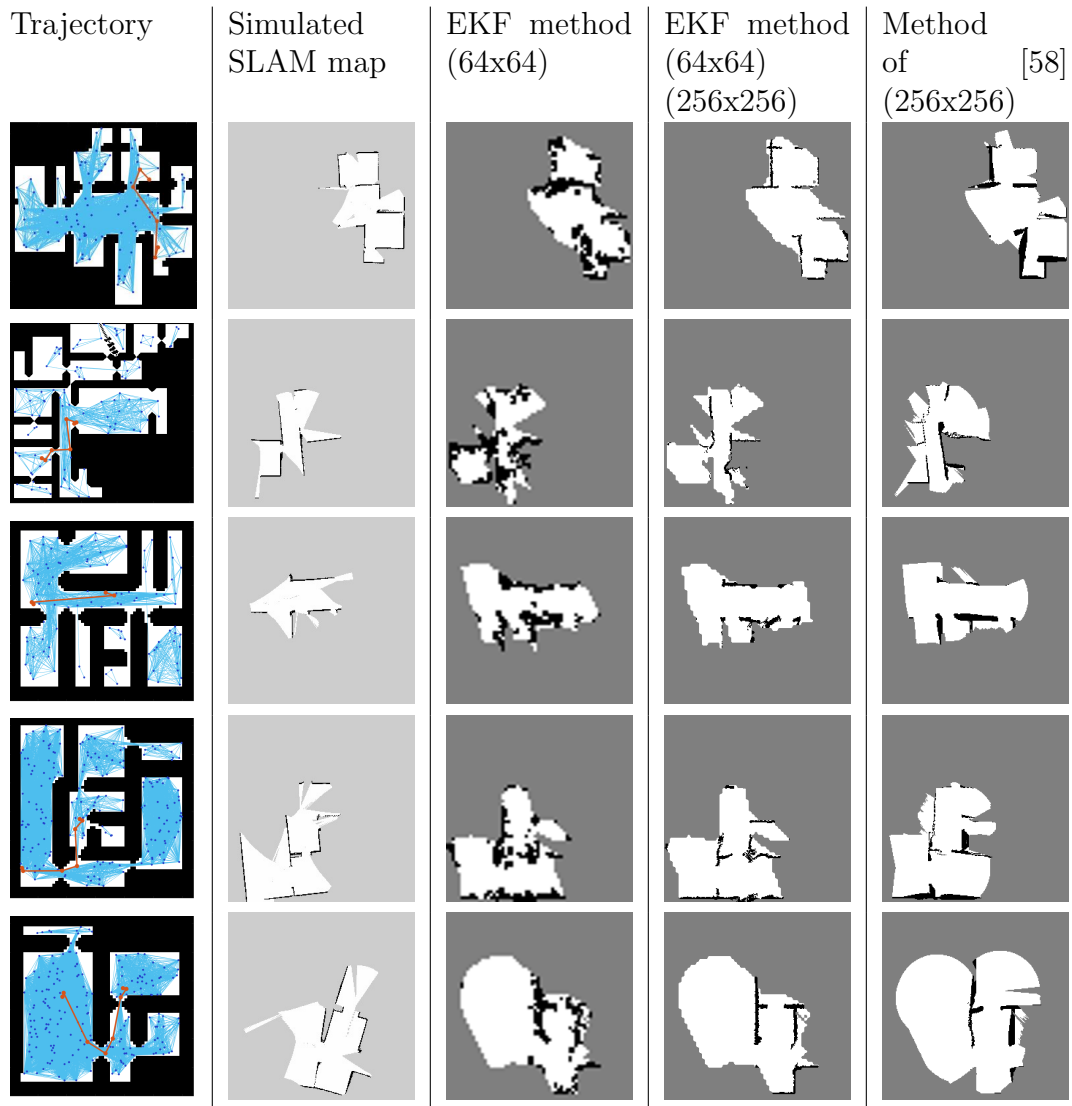 Trajectory
Simulated
SLAM map
EKF method
(64x64)
EKF method
(64x64)
(256x256)
Method
of [58]
(256x256)